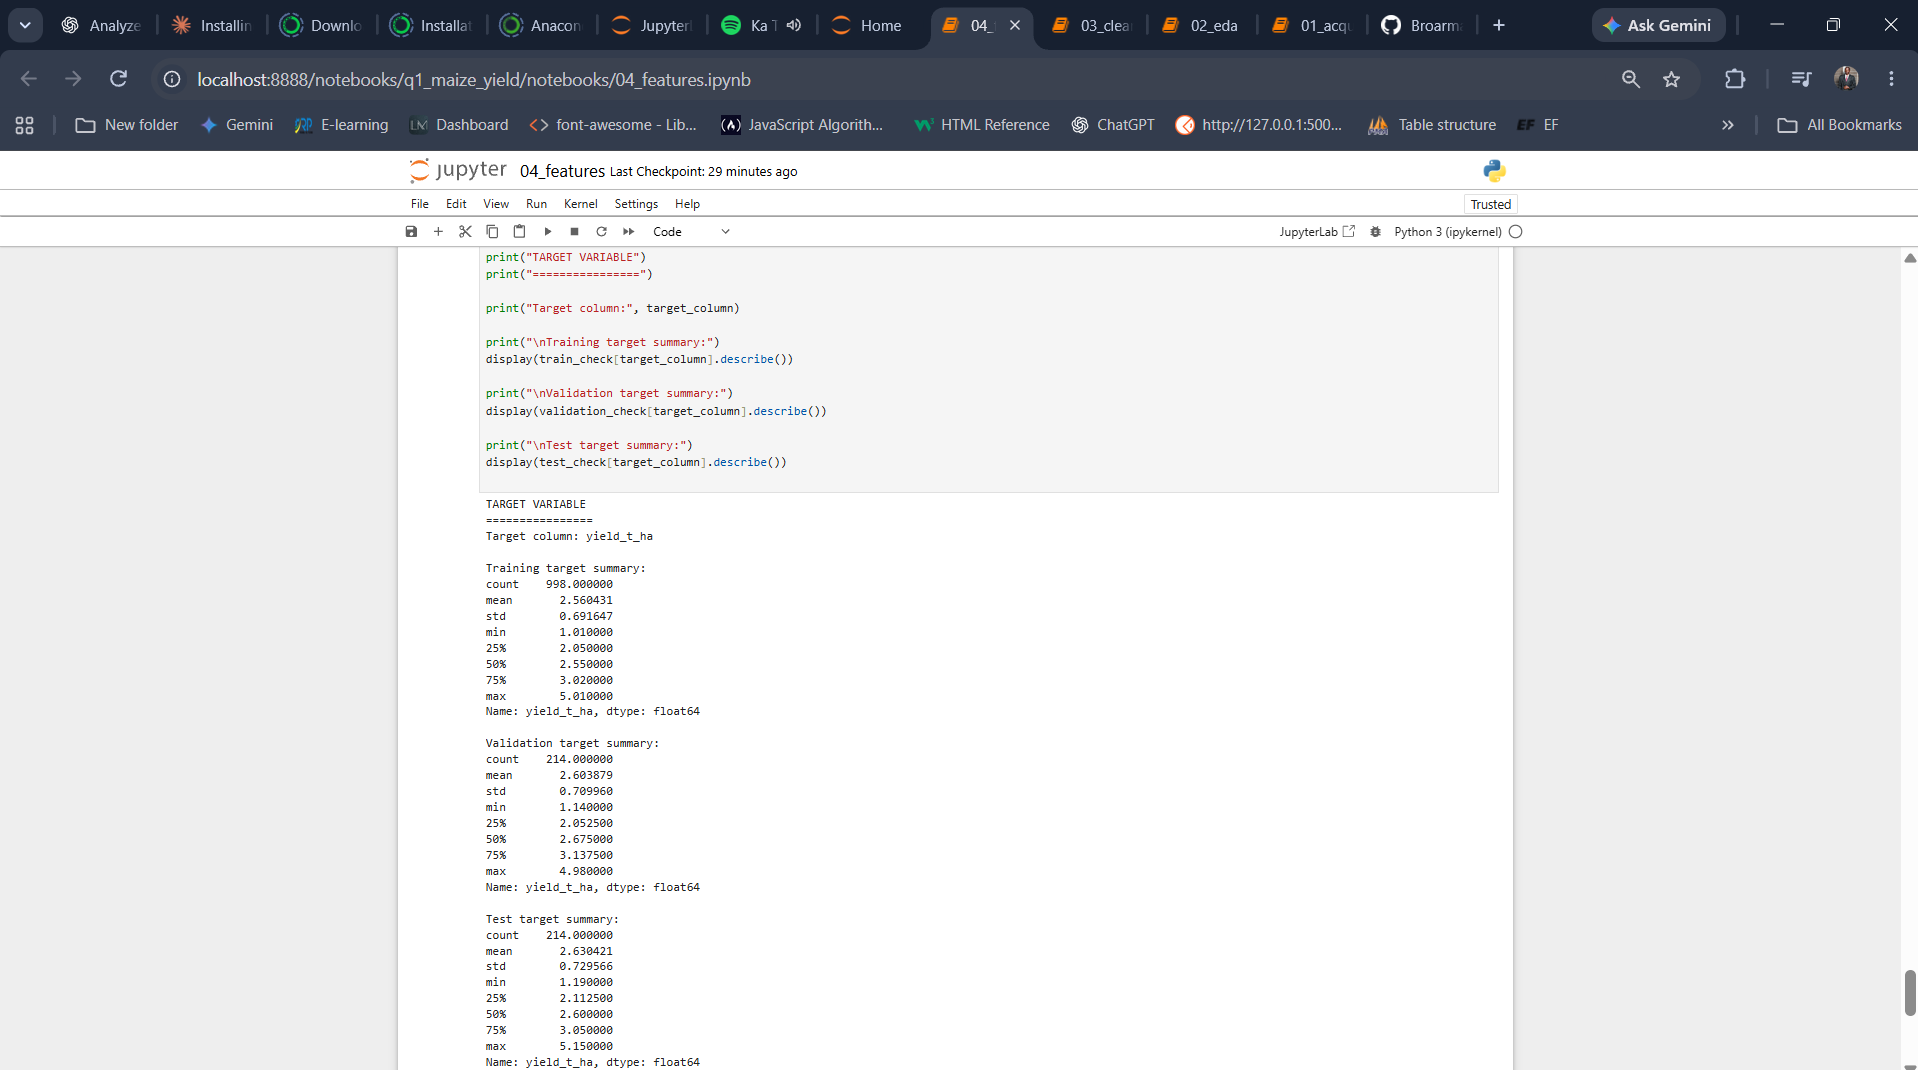 Analyze
Installin
Downlo
Installat
Anacon
Jupyter
Ka T
Home
04_
03_clea
02_eda
01_acqu
Broarma
Ask Gemini
localhost:8888/notebooks/q1_maize_yield/notebooks/04_features.ipynb
New folder
Gemini
E-learning
LM Dashboard
font-awesome - Lib...
JavaScript Algorith...
HTML Reference
ChatGPT
http://127.0.0.1:500...
Table structure
EF EF
All Bookmarks
jupyter 04_features Last Checkpoint: 29 minutes ago
File Edit View Run Kernel Settings Help
Trusted
Code
JupyterLab
Python 3 (ipykernel)
print("TARGET VARIABLE")
print("================")
print("Target column:", target_column)
print("\nTraining target summary:")
display(train_check[target_column].describe())
print("\nValidation target summary:")
display(validation_check[target_column].describe())
print("\nTest target summary:")
display(test_check[target_column].describe())
TARGET VARIABLE
================
Target column: yield_t_ha
Training target summary:
count 998.000000
mean 2.560431
std 0.691647
min 1.010000
25% 2.050000
50% 2.550000
75% 3.020000
max 5.010000
Name: yield_t_ha, dtype: float64
Validation target summary:
count 214.000000
mean 2.603879
std 0.709960
min 1.140000
25% 2.052500
50% 2.675000
75% 3.137500
max 4.980000
Name: yield_t_ha, dtype: float64
Test target summary:
count 214.000000
mean 2.630421
std 0.729566
min 1.190000
25% 2.112500
50% 2.600000
75% 3.050000
max 5.150000
Name: yield_t_ha, dtype: float64